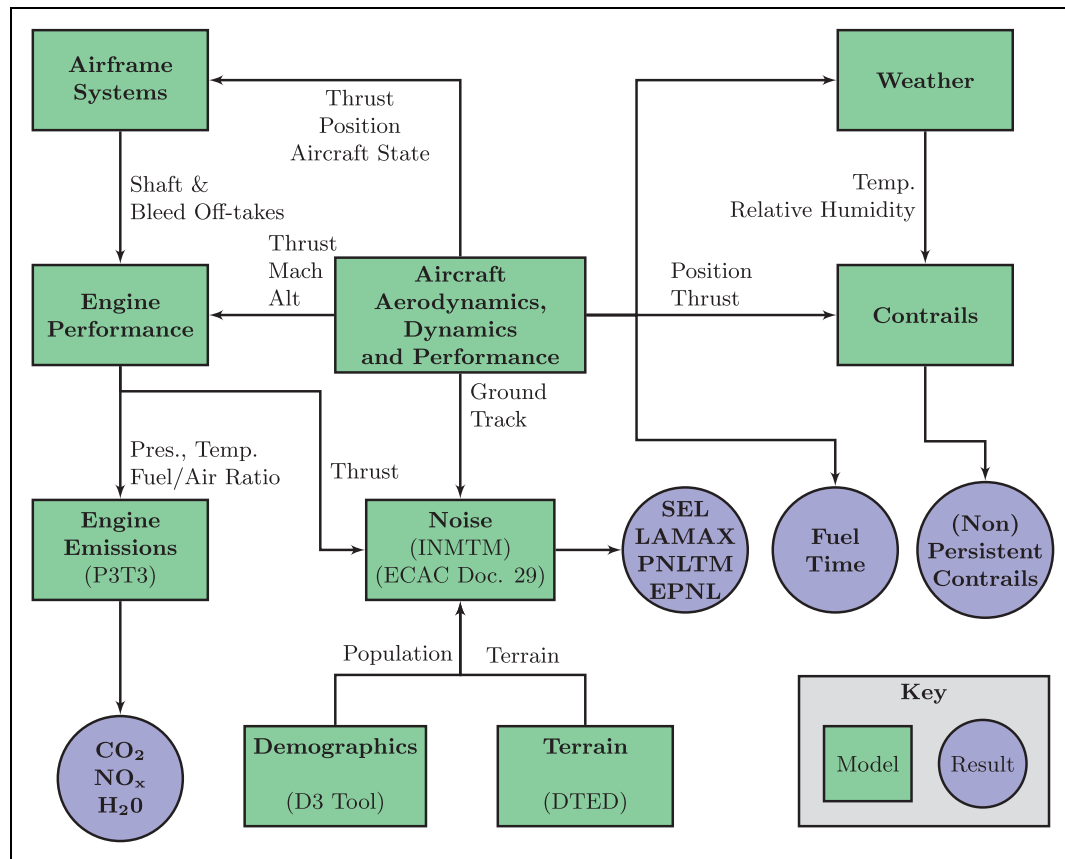 Airframe
Systems
Weather
Thrust
Position
Aircraft State
Shaft &
Bleed Off-takes
Temp.
Relative Humidity
Thrust
Mach
Alt
Engine
Performance
Aircraft
Aerodynamics,
Dynamics
and Performance
Position
Thrust
Contrails
Ground
Track
Pres., Temp.
Fuel/Air Ratio
Thrust
Engine
Emissions
(P3T3)
Noise
(INMTM)
(ECAC Doc. 29)
SEL
LAMAX
PNLTM
EPNL
Fuel
Time
(Non)
Persistent
Contrails
Population
Terrain
Demographics
(D3 Tool)
Terrain
(DTED)
CO₂
NOₓ
H₂0
Key
Model
Result